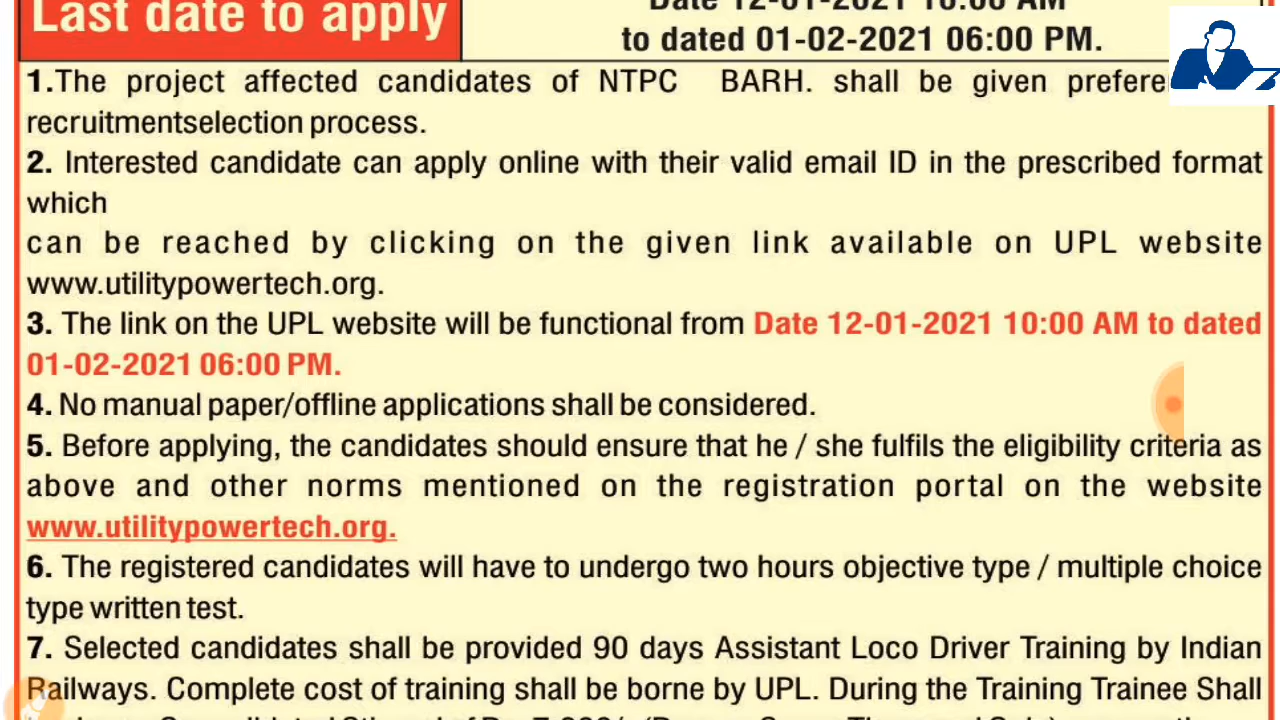 Last date to apply
Date 12-01-2021 10:00 AM
to dated 01-02-2021 06:00 PM.
1.The project affected candidates of NTPC BARH. shall be given
recruitmentselection process.
2. Interested candidate can apply online with their valid email ID in the prescribed format
which
can be reached by clicking on the given link available on UPL website
www.utilitypowertech.org.
3. The link on the UPL website will be functional from Date 12-01-2021 10:00 AM to dated
01-02-2021 06:00 PM.
4. No manual paper/offline applications shall be considered.
5. Before applying, the candidates should ensure that he / she fulfils the eligibility criteria as
above and other norms mentioned on the registration portal on the website
www.utilitypowertech.org.
6. The registered candidates will have to undergo two hours objective type / multiple choice
type written test.
7. Selected candidates shall be provided 90 days Assistant Loco Driver Training by Indian
Railways. Complete cost of training shall be borne by UPL. During the Training Trainee Shall